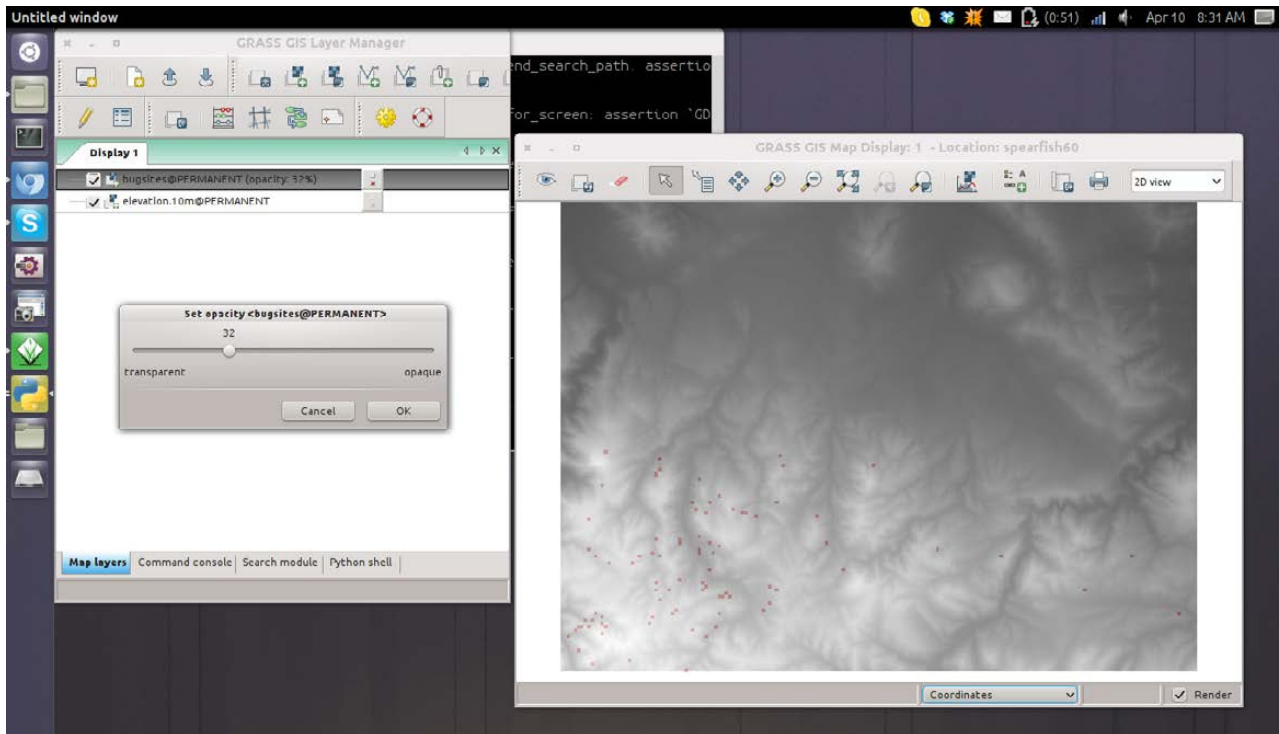 Untitled window
(0:51) Apr 10 8:31 AM
GRASS GIS Layer Manager
end_search_path. assertio
for_screen: assertion `GD
Display 1
bugsites@PERMANENT (opacity: 32%)
elevation.10m@PERMANENT
Set opacity <bugsites@PERMANENT>
32
transparent opaque
Cancel OK
Map layers Command console Search module Python shell
GRASS GIS Map Display: 1 - Location: spearfish60
2D view
Coordinates Render